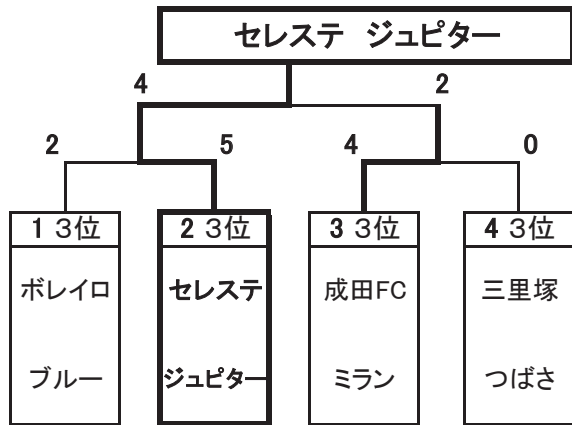 セレステ ジュピター
4 2
2 5 4 0
1 3位 2 3位 3 3位 4 3位
ボレイロ セレステ 成田FC 三里塚
ブルー ジュピター ミラン つばさ